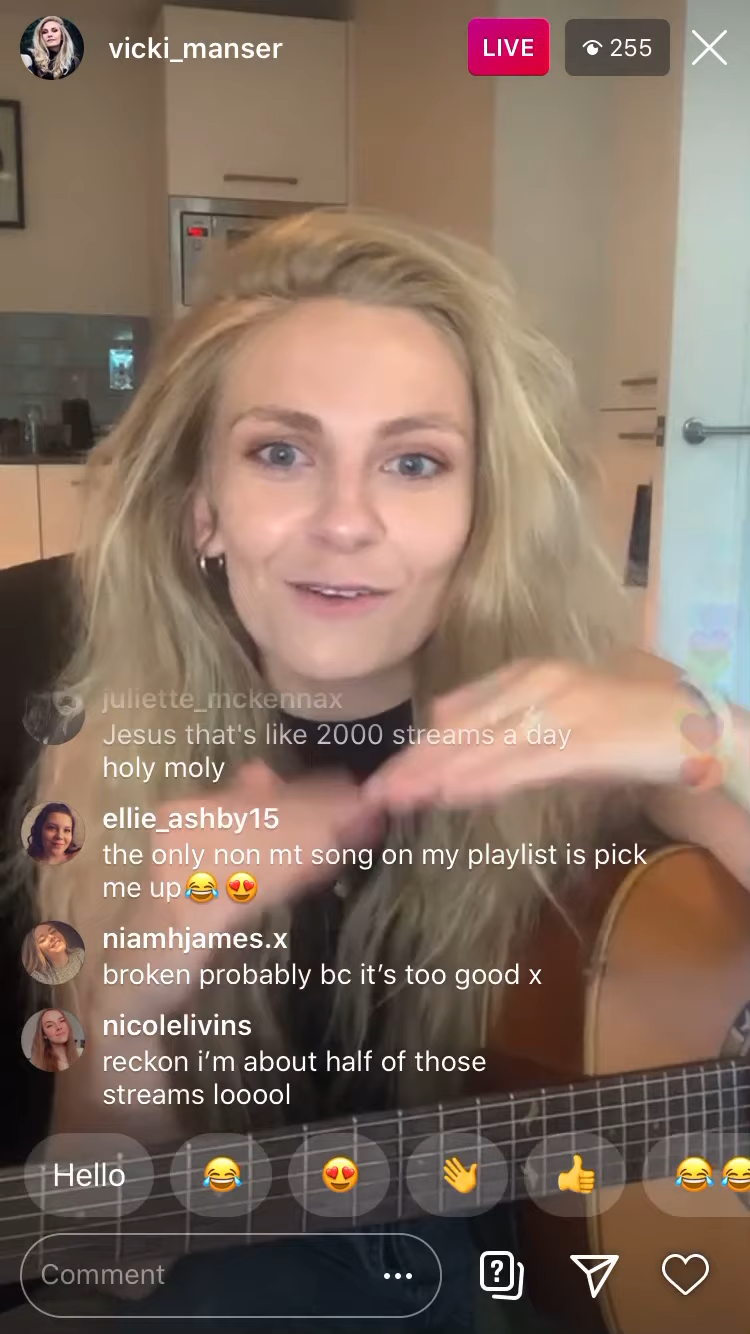 vicki_manser
LIVE
255
juliette_mckennax
Jesus that's like 2000 streams a day
holy moly
ellie_ashby15
the only non mt song on my playlist is pick
me up😂😍
niamhjames.x
broken probably bc it’s too good x
nicolelivins
reckon i’m about half of those
streams looool
Hello 😂 😍 👋 👍 😂😂
Comment